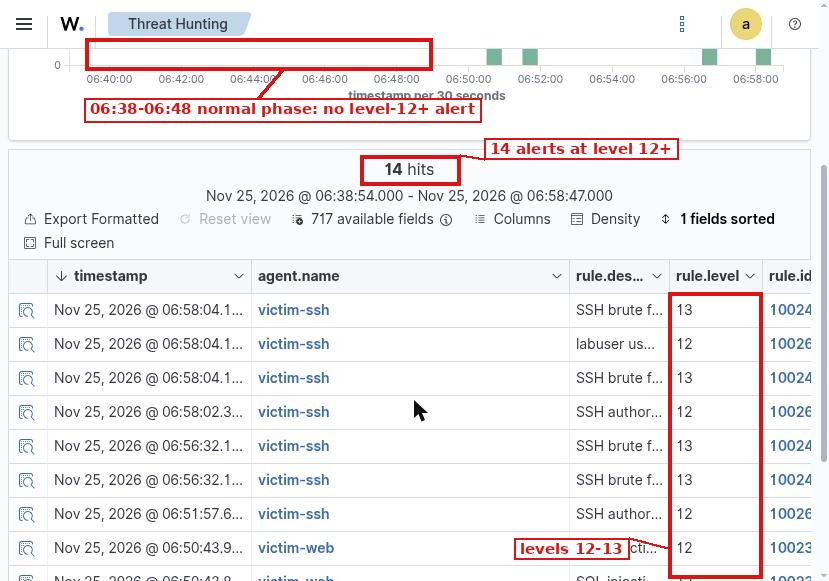 W.
Threat Hunting
a
0
06:40:00 06:42:00 06:44:00 06:46:00 06:48:00 06:50:00 06:52:00 06:54:00 06:56:00 06:58:00
timestamp per 30 seconds
06:38-06:48 normal phase: no level-12+ alert
14 alerts at level 12+
14 hits
Nov 25, 2026 @ 06:38:54.000 - Nov 25, 2026 @ 06:58:47.000
Export Formatted Reset view 717 available fields Columns Density 1 fields sorted
Full screen
timestamp agent.name rule.des... rule.level rule.id
Nov 25, 2026 @ 06:58:04.1... victim-ssh SSH brute f... 13 10024
Nov 25, 2026 @ 06:58:04.1... victim-ssh labuser us... 12 10026
Nov 25, 2026 @ 06:58:04.1... victim-ssh SSH brute f... 13 10024
Nov 25, 2026 @ 06:58:02.3... victim-ssh SSH author... 12 10026
Nov 25, 2026 @ 06:56:32.1... victim-ssh SSH brute f... 13 10024
Nov 25, 2026 @ 06:56:32.1... victim-ssh SSH brute f... 13 10024
Nov 25, 2026 @ 06:51:57.6... victim-ssh SSH author... 12 10026
Nov 25, 2026 @ 06:50:43.9... victim-web cti... 12 10023
levels 12-13